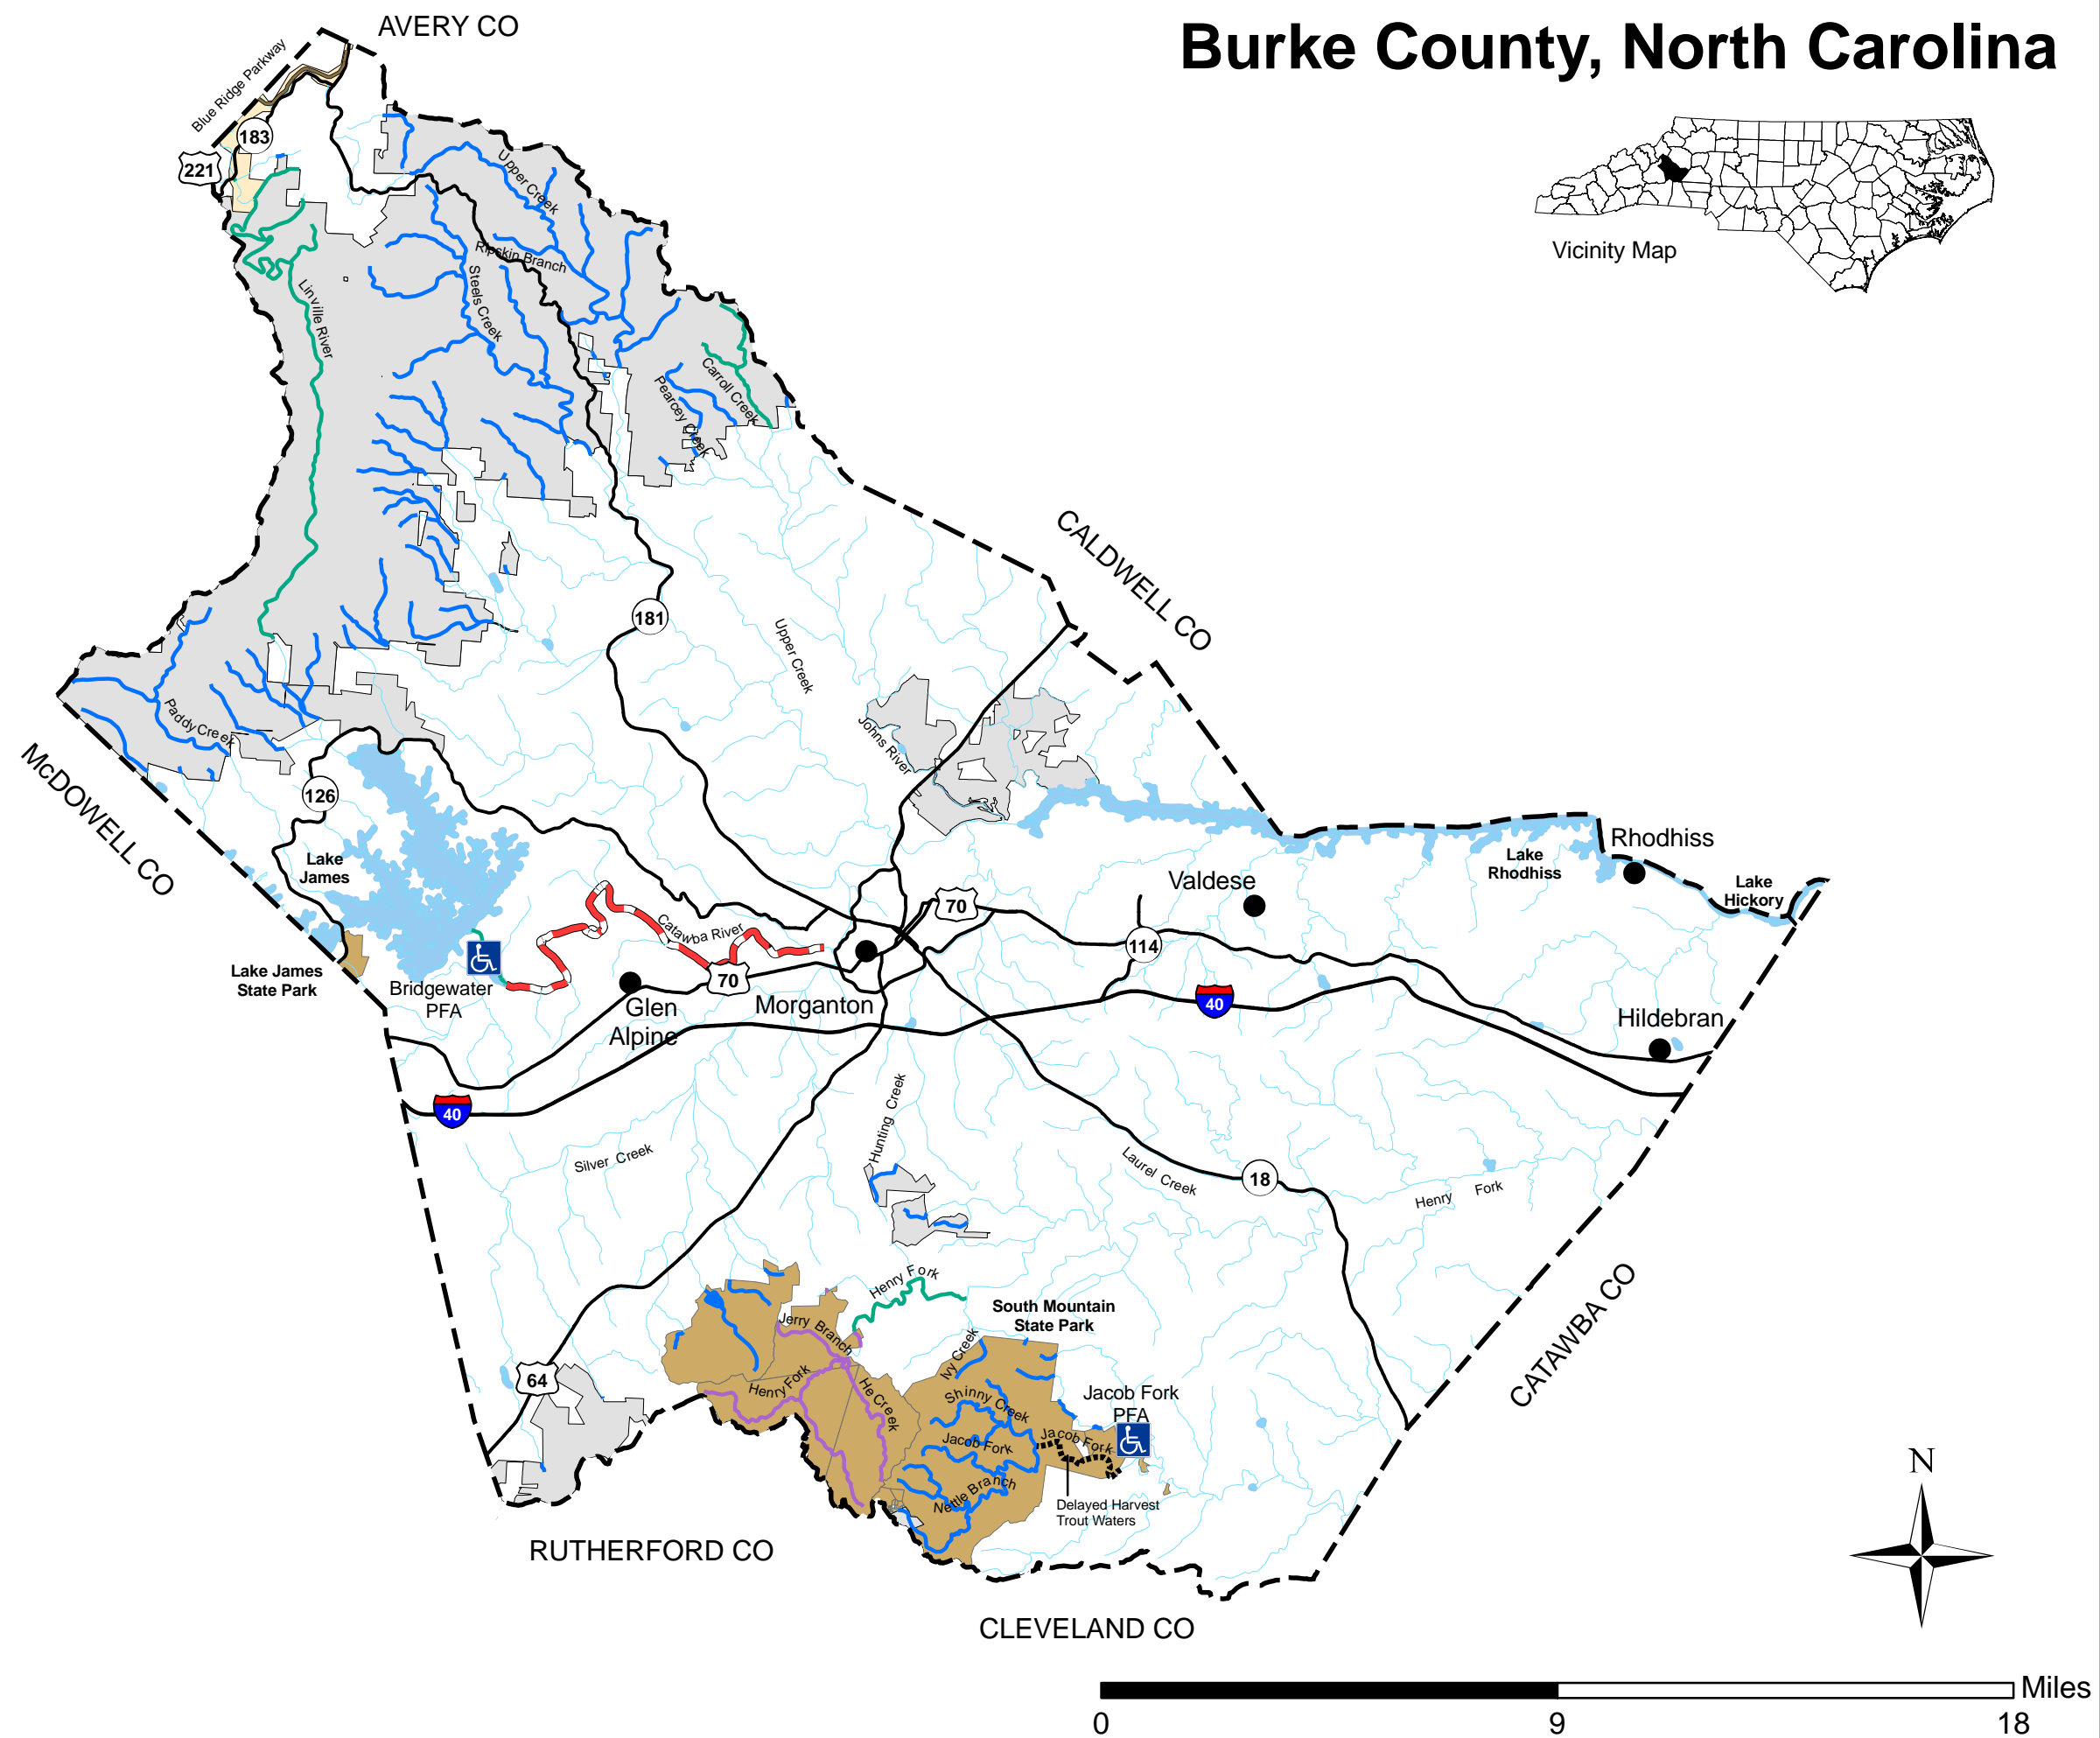 Burke County, North Carolina
AVERY CO
Blue Ridge Parkway
183
221
Vicinity Map
Upper Creek
Ripskin Branch
Steels Creek
Linville River
Carroll Creek
Pearcey Creek
CALDWELL CO
181
Upper Creek
Johns River
Paddy Creek
McDOWELL CO
126
Lake
James
Lake
Rhodhiss
Rhodhiss
Valdese
Lake
Hickory
70
Catawba River
114
Lake James
State Park
Bridgewater
PFA
70
Glen
Alpine
Morganton
40
Hildebran
40
Hunting Creek
Silver Creek
Laurel Creek
18
Henry Fork
Henry Fork
South Mountain
State Park
CATAWBA CO
Jerry Branch
Ivy Creek
64
Henry Fork
He Creek
Shinny Creek
Jacob Fork
PFA
Jacob Fork
Jacob Fork
Nettle Branch
Delayed Harvest
Trout Waters
N
RUTHERFORD CO
CLEVELAND CO
Miles
0
9
18